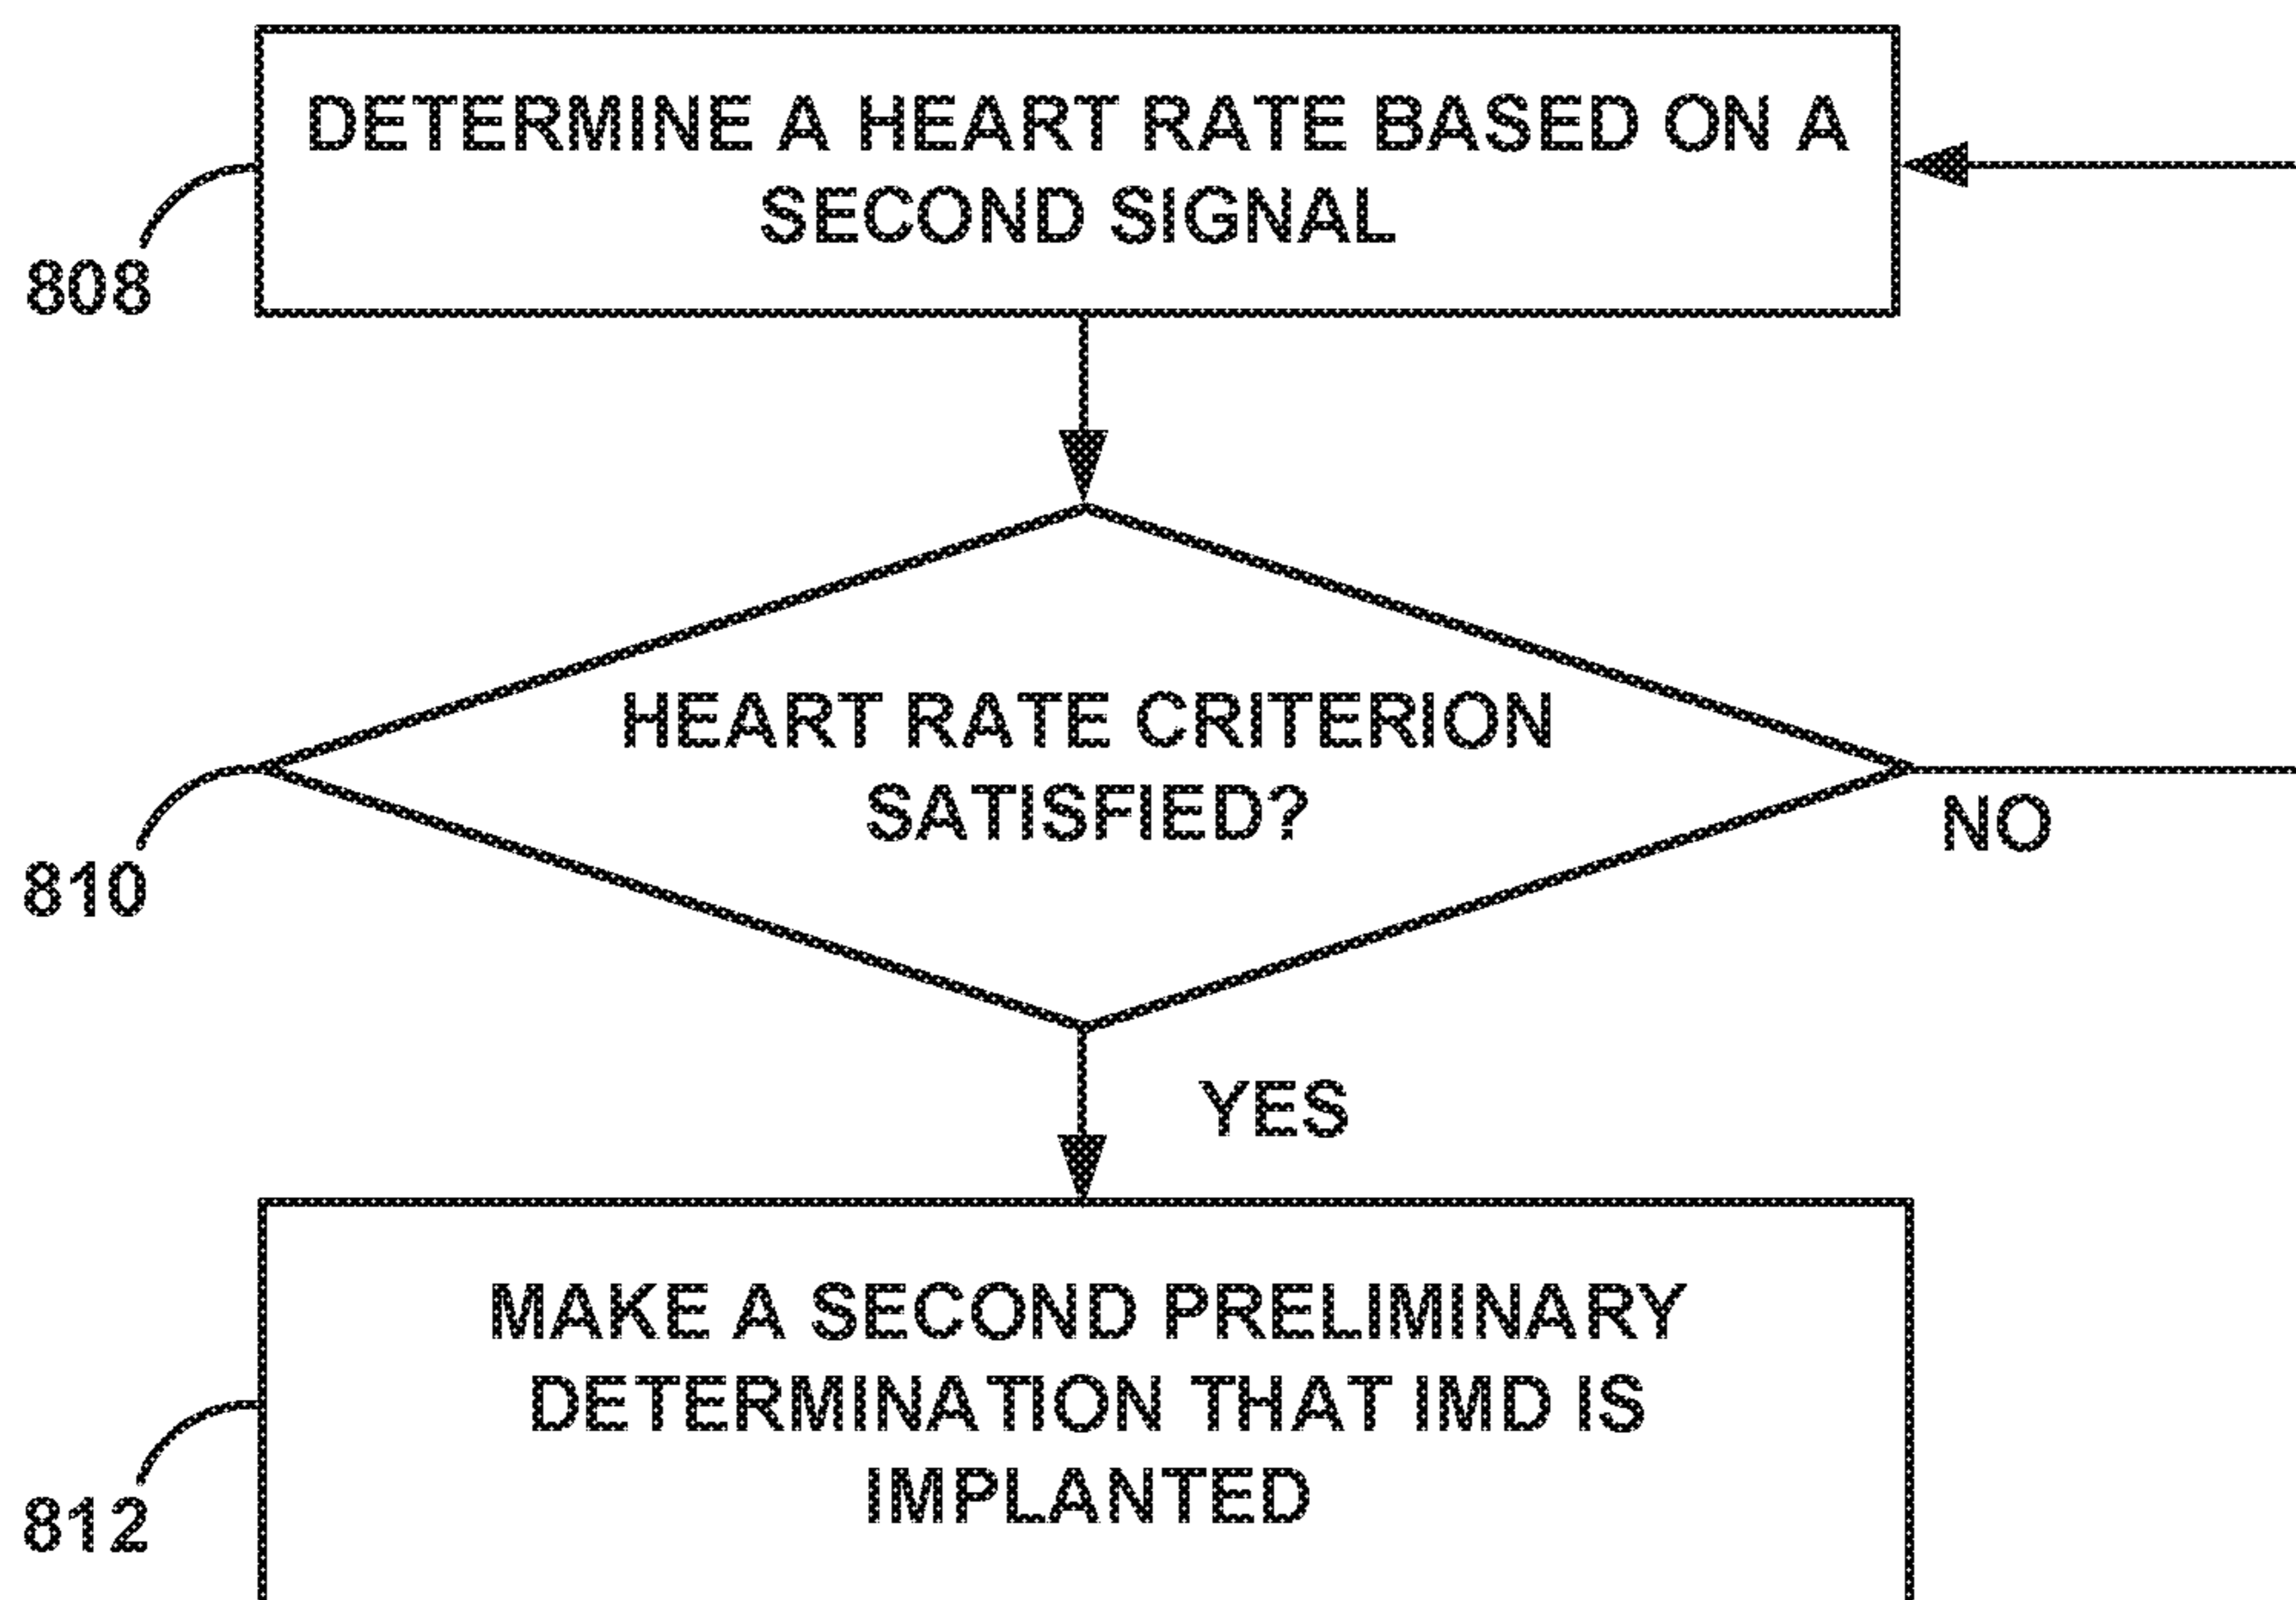 DETERMINE A HEART RATE BASED ON A
SECOND SIGNAL
808
HEART RATE CRITERION
SATISFIED?
NO
810
YES
MAKE A SECOND PRELIMINARY
DETERMINATION THAT IMD IS
IMPLANTED
812